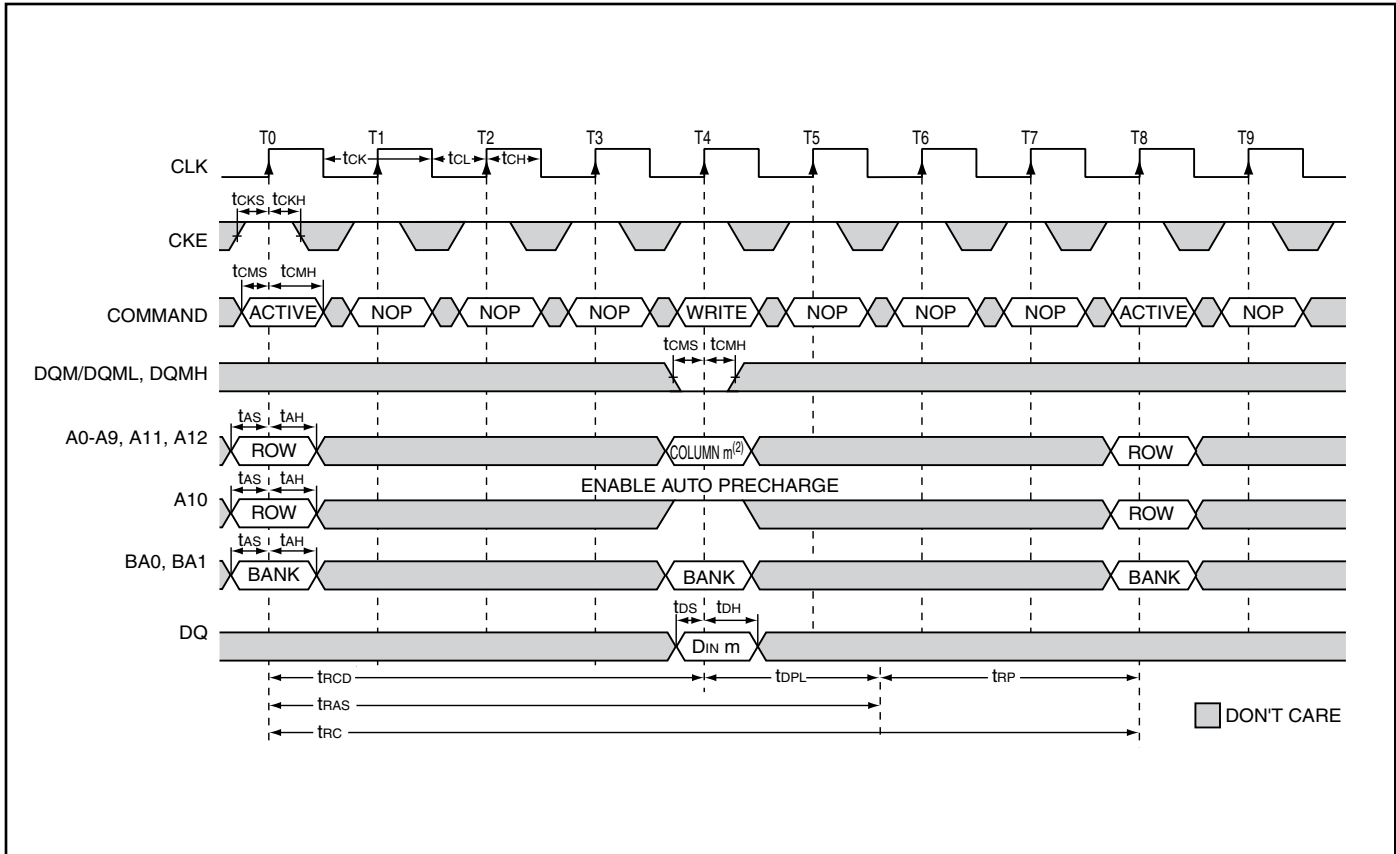 T0 T1 T2 T3 T4 T5 T6 T7 T8 T9
CLK tCK tCL tCH
tCKS tCKH
CKE
tCMS tCMH
COMMAND ACTIVE NOP NOP NOP WRITE NOP NOP NOP ACTIVE NOP
tCMS tCMH
DQM/DQML, DQMH
tAS tAH
A0-A9, A11, A12 ROW COLUMN m(2) ROW
tAS tAH ENABLE AUTO PRECHARGE
A10 ROW ROW
tAS tAH
BA0, BA1 BANK BANK BANK
tDS tDH
DQ DIN m
tRCD tDPL tRP
tRAS
DON'T CARE
tRC